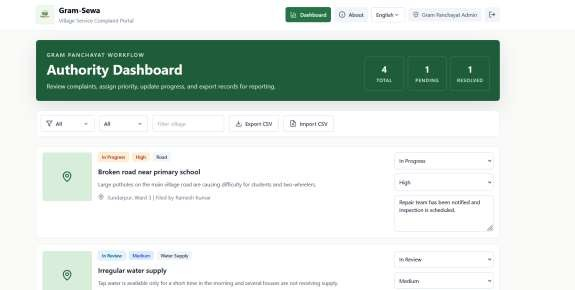 Gram-Sewa
Village Service Complaint Portal
Dashboard
About
English
Gram Panchayat Admin
GRAM PANCHAYAT WORKFLOW
Authority Dashboard
Review complaints, assign priority, update progress, and export records for reporting.
4
TOTAL
1
PENDING
1
RESOLVED
All
All
Filter village
Export CSV
Import CSV
In Progress
High
Road
Broken road near primary school
Large potholes on the main village road are causing difficulty for students and two-wheelers.
Sundarpur, Ward 3 | Filed by Ramesh Kumar
In Progress
High
Repair team has been notified and
inspection is scheduled.
In Review
Medium
Water Supply
Irregular water supply
Tap water is available only for a short time in the morning and several houses are not receiving supply.
In Review
Medium